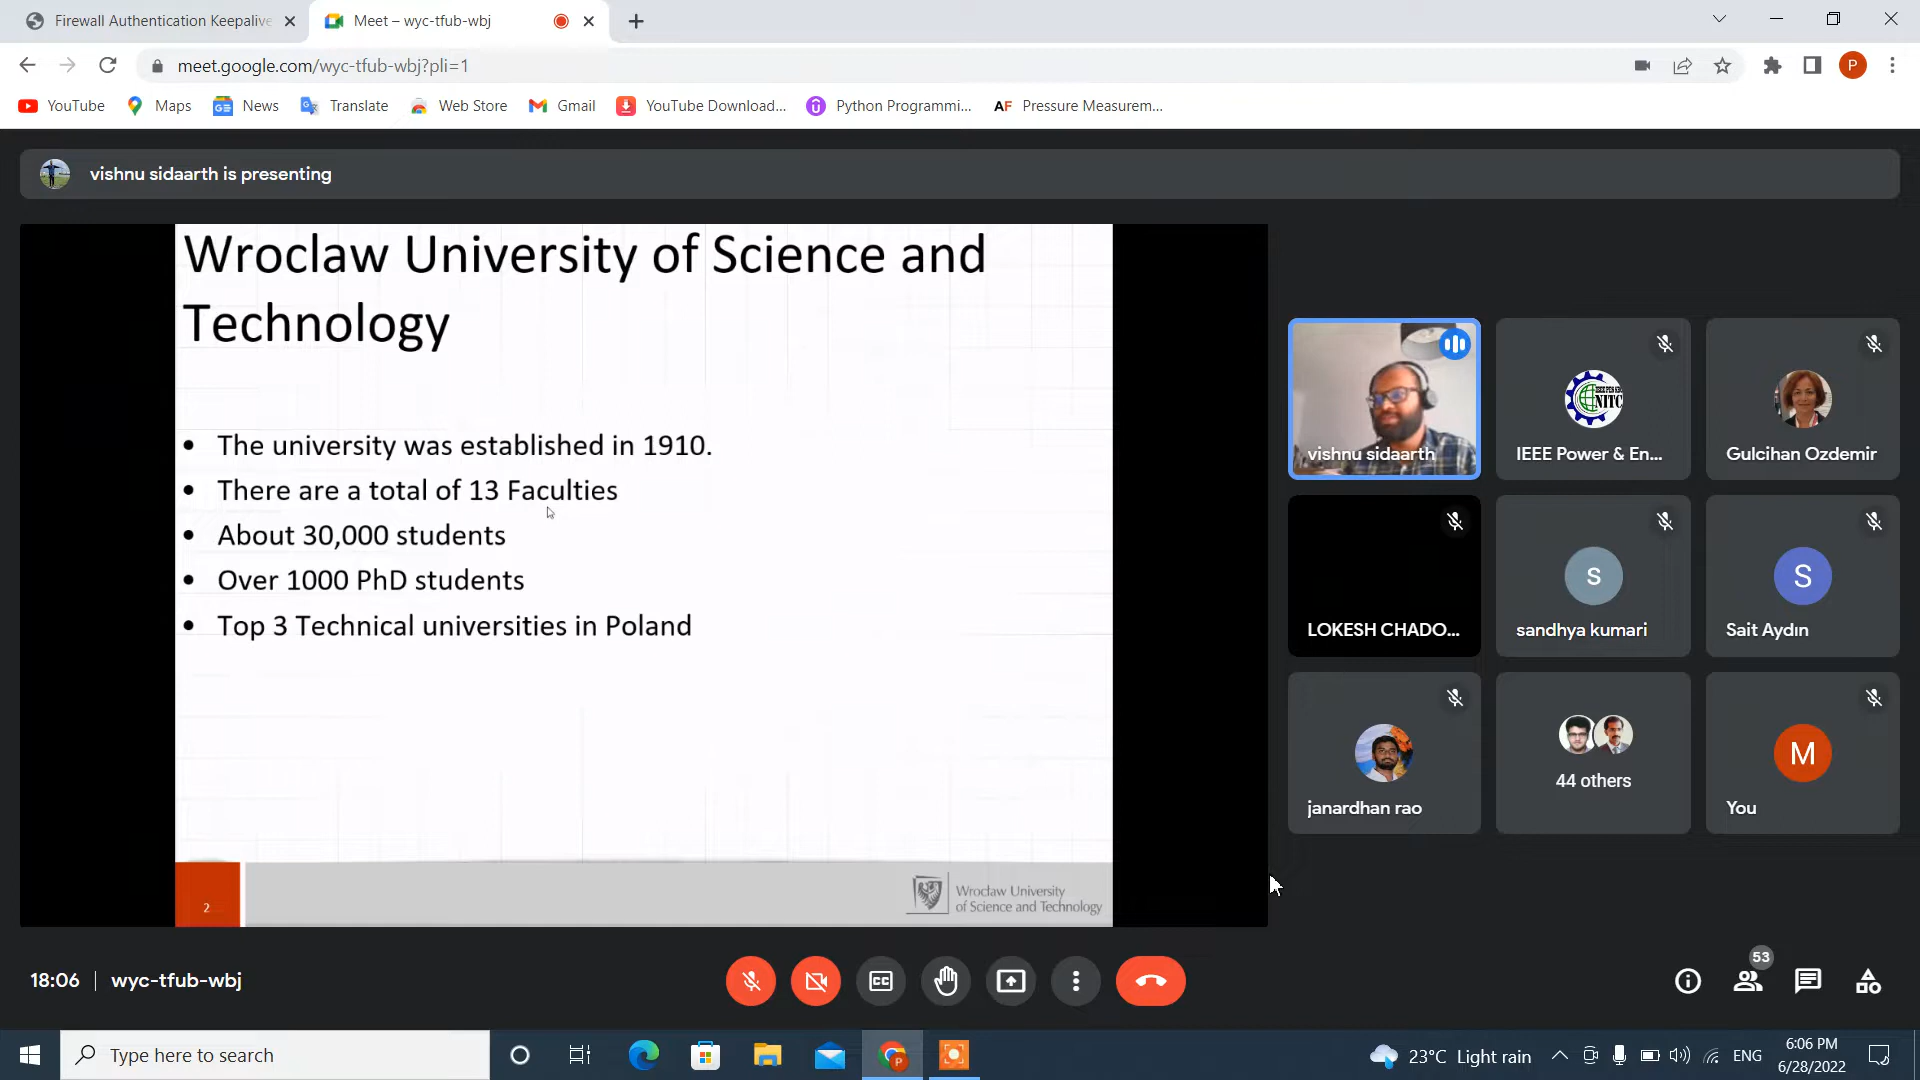 Firewall Authentication Keepalive
Meet – wyc-tfub-wbj
meet.google.com/wyc-tfub-wbj?pli=1
P
YouTube
Maps
News
Translate
Web Store
Gmail
YouTube Download...
Python Programmi...
AF Pressure Measurem...
vishnu sidaarth is presenting
Wroclaw University of Science and
Technology
• The university was established in 1910.
• There are a total of 13 Faculties
• About 30,000 students
• Over 1000 PhD students
• Top 3 Technical universities in Poland
2
Wrocław University
of Science and Technology
vishnu sidaarth
NITC
IEEE Power & En...
Gulcihan Ozdemir
LOKESH CHADO...
s
sandhya kumari
S
Sait Aydın
janardhan rao
44 others
M
You
18:06 | wyc-tfub-wbj
CC
53
Type here to search
P
23°C Light rain
ENG
6:06 PM
6/28/2022